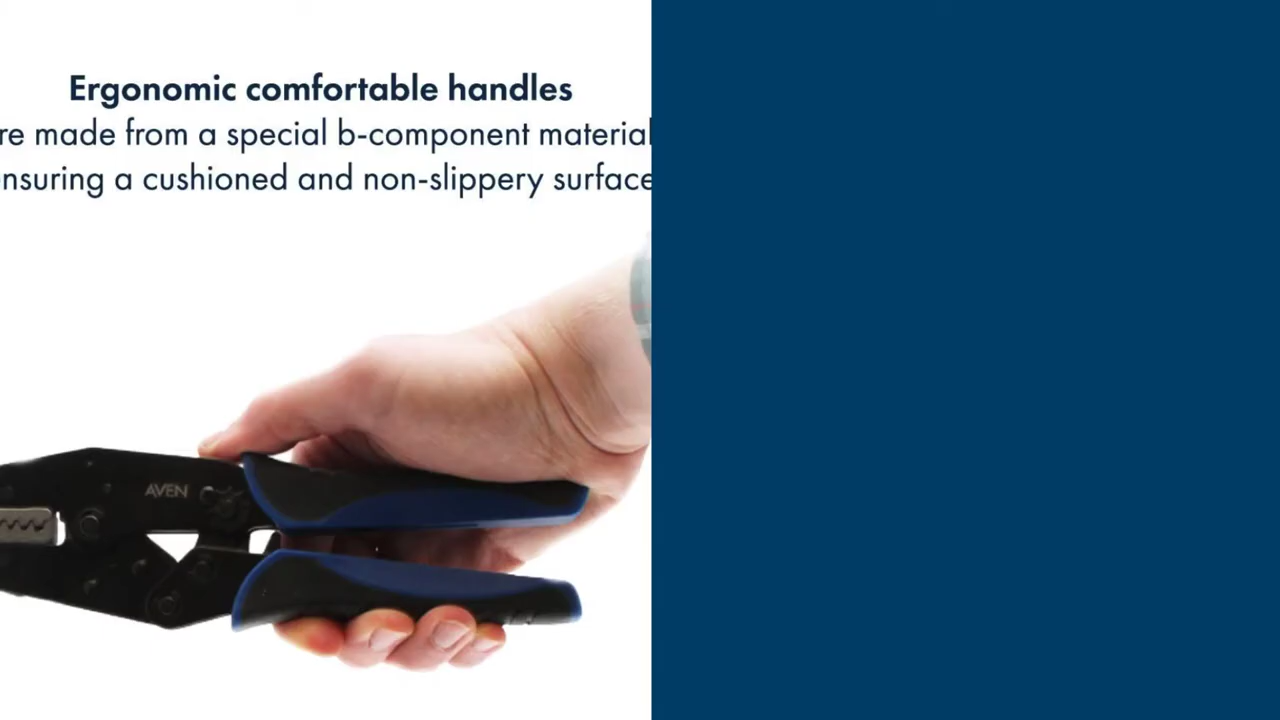 Ergonomic comfortable handles
re made from a special b-component material
nsuring a cushioned and non-slippery surface
AVEN